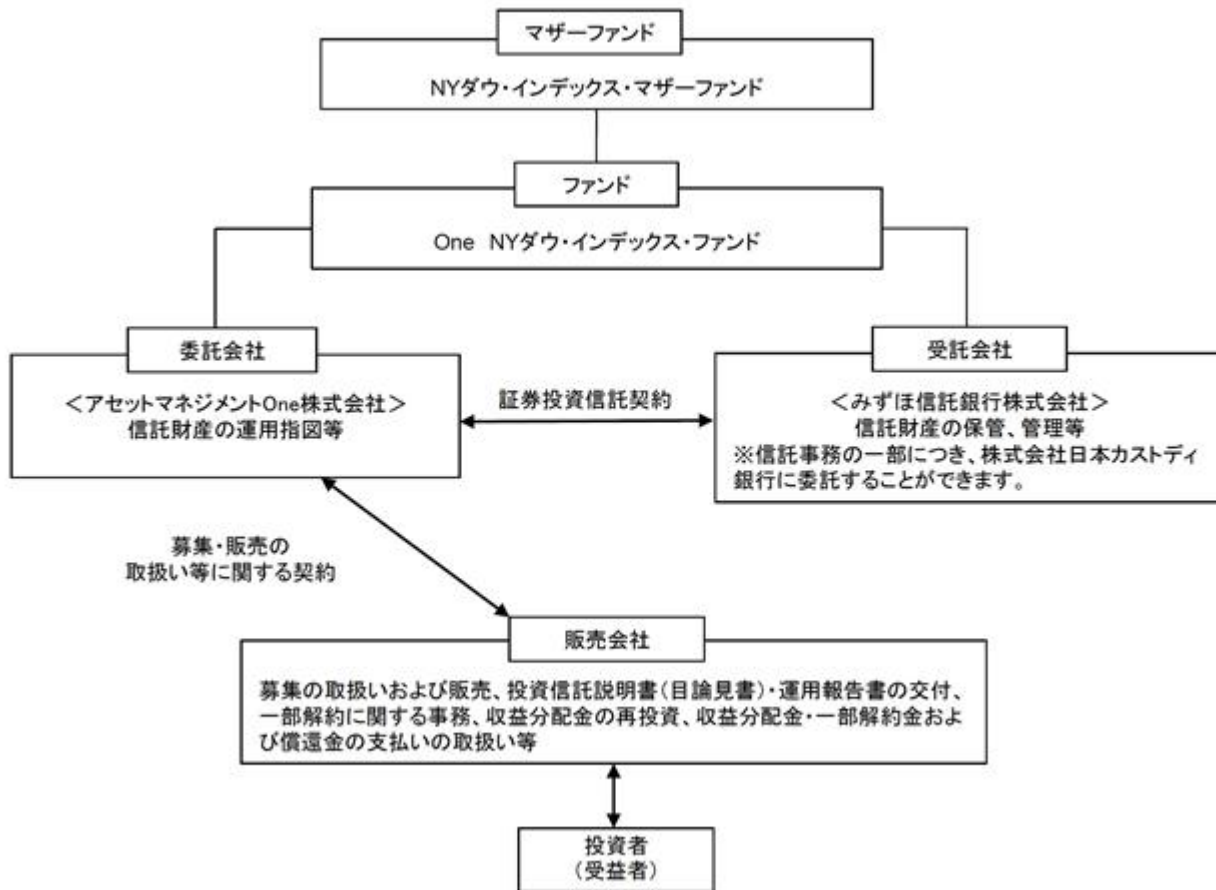 マザーファンド
NYダウ・インデックス・マザーファンド
ファンド
One NYダウ・インデックス・ファンド
委託会社
＜アセットマネジメントOne株式会社＞
信託財産の運用指図等
証券投資信託契約
受託会社
＜みずほ信託銀行株式会社＞
信託財産の保管、管理等
※信託事務の一部につき、株式会社日本カストディ
銀行に委託することができます。
募集・販売の
取扱い等に関する契約
販売会社
募集の取扱いおよび販売、投資信託説明書（目論見書）・運用報告書の交付、
一部解約に関する事務、収益分配金の再投資、収益分配金・一部解約金およ
び償還金の支払いの取扱い等
投資者
（受益者）